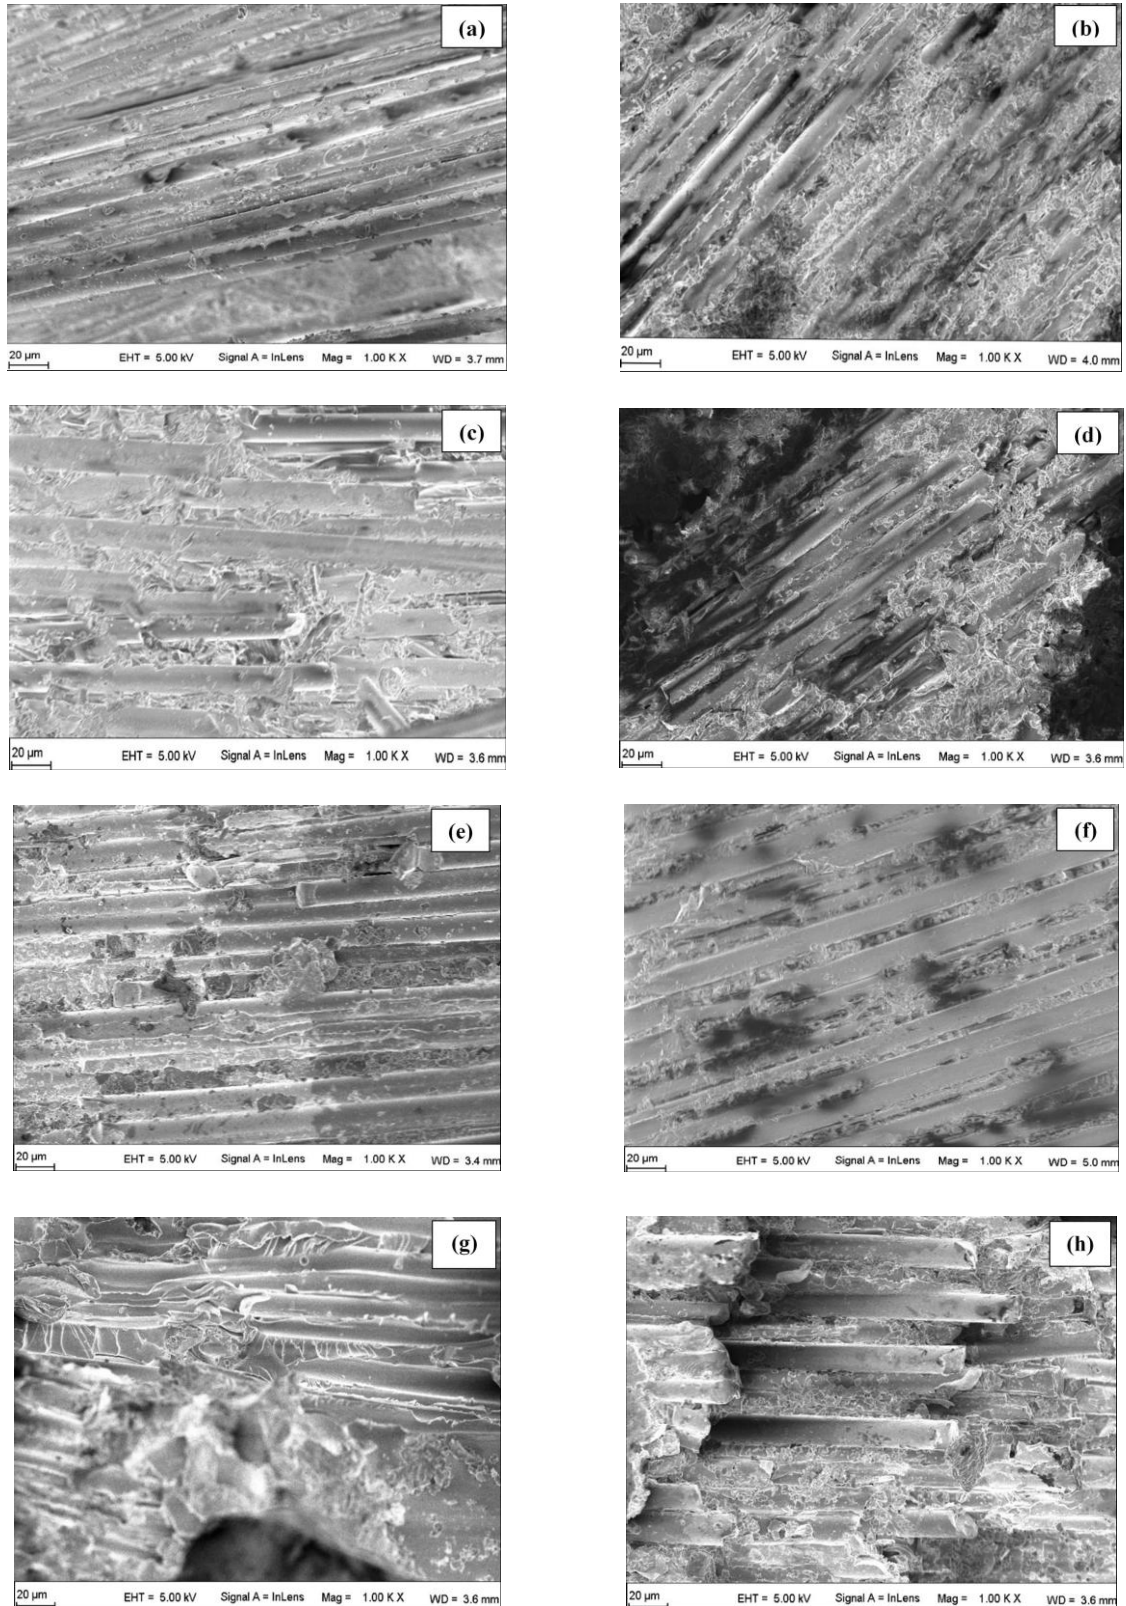 (a)
20 µm EHT = 5.00 kV Signal A = InLens Mag = 1.00 K X WD = 3.7 mm
(b)
20 µm EHT = 5.00 kV Signal A = InLens Mag = 1.00 K X WD = 4.0 mm
(c)
20 µm EHT = 5.00 kV Signal A = InLens Mag = 1.00 K X WD = 3.6 mm
(d)
20 µm EHT = 5.00 kV Signal A = InLens Mag = 1.00 K X WD = 3.6 mm
(e)
20 µm EHT = 5.00 kV Signal A = InLens Mag = 1.00 K X WD = 3.4 mm
(f)
20 µm EHT = 5.00 kV Signal A = InLens Mag = 1.00 K X WD = 5.0 mm
(g)
20 µm EHT = 5.00 kV Signal A = InLens Mag = 1.00 K X WD = 3.6 mm
(h)
20 µm EHT = 5.00 kV Signal A = InLens Mag = 1.00 K X WD = 3.6 mm